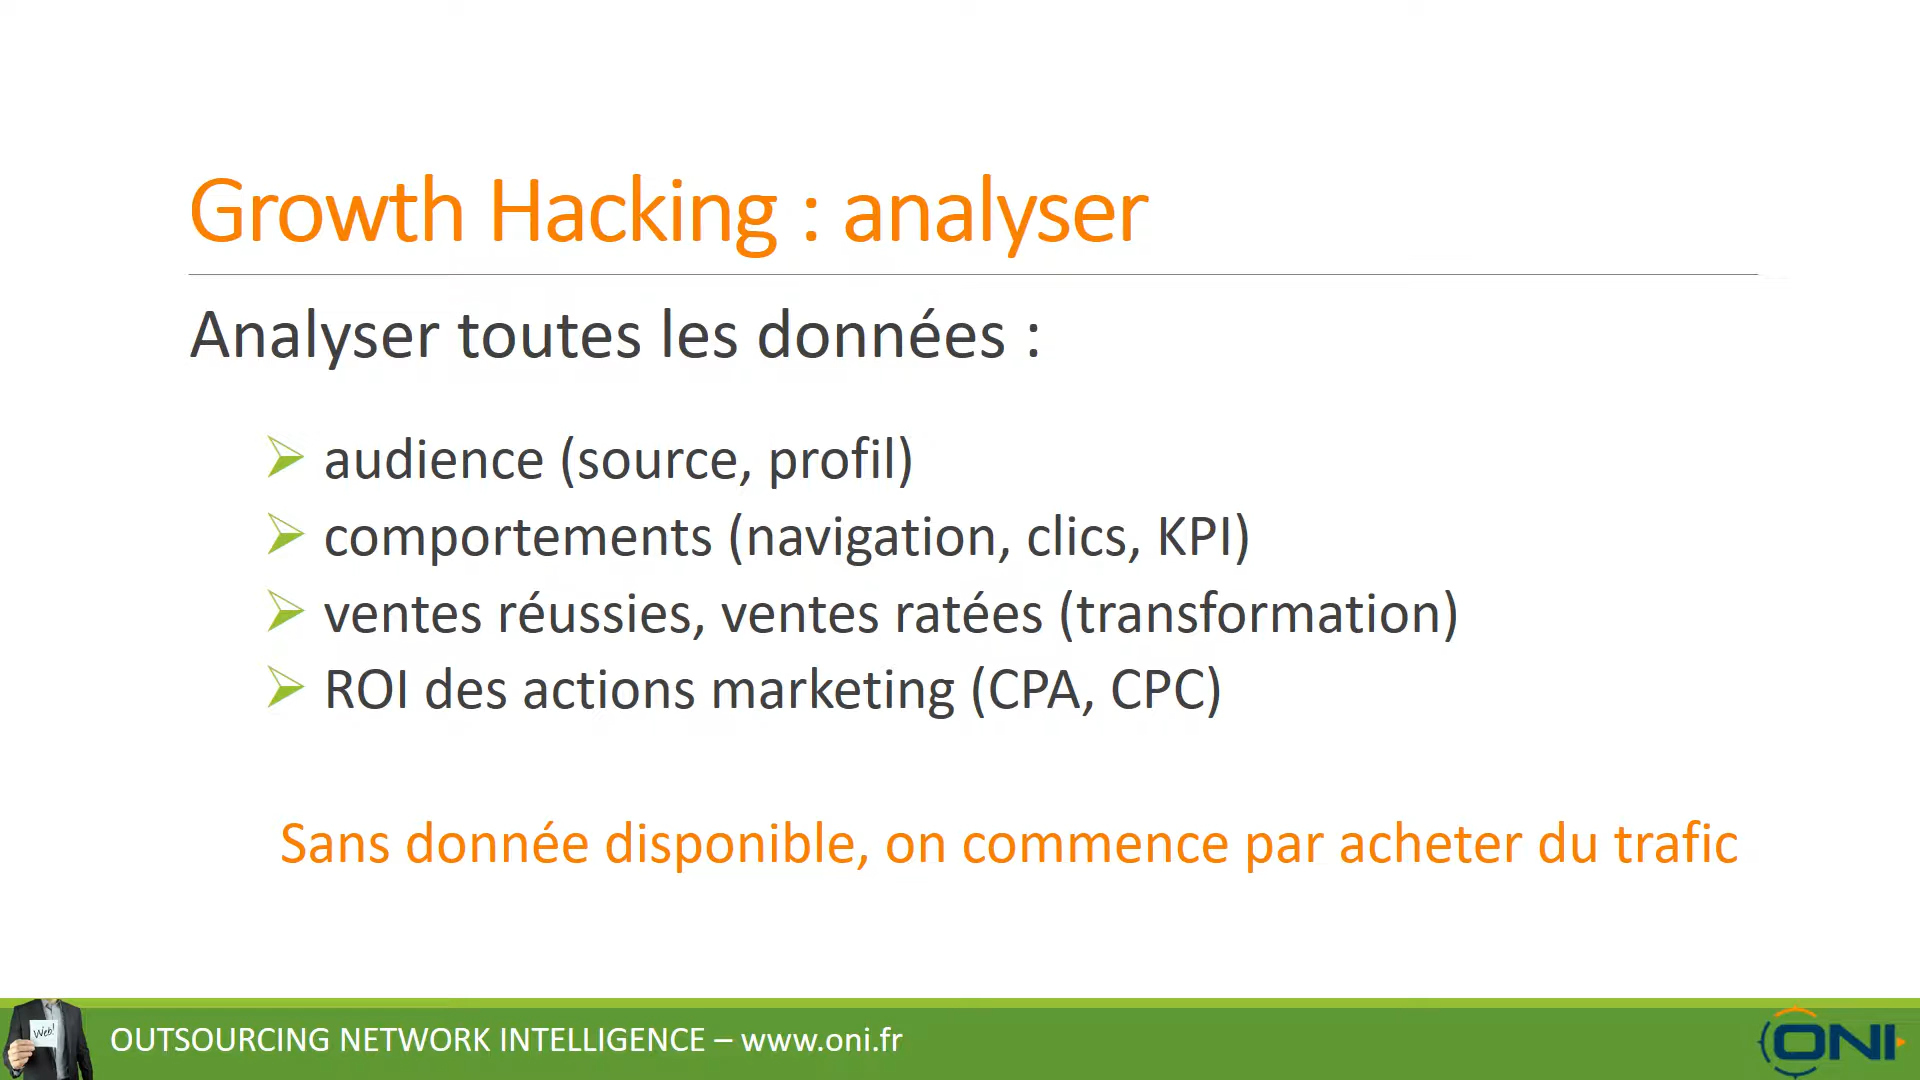 Growth Hacking : analyser
Analyser toutes les données :
audience (source, profil)
comportements (navigation, clics, KPI)
ventes réussies, ventes ratées (transformation)
ROI des actions marketing (CPA, CPC)
Sans donnée disponible, on commence par acheter du trafic
Web!
OUTSOURCING NETWORK INTELLIGENCE – www.oni.fr
ONI